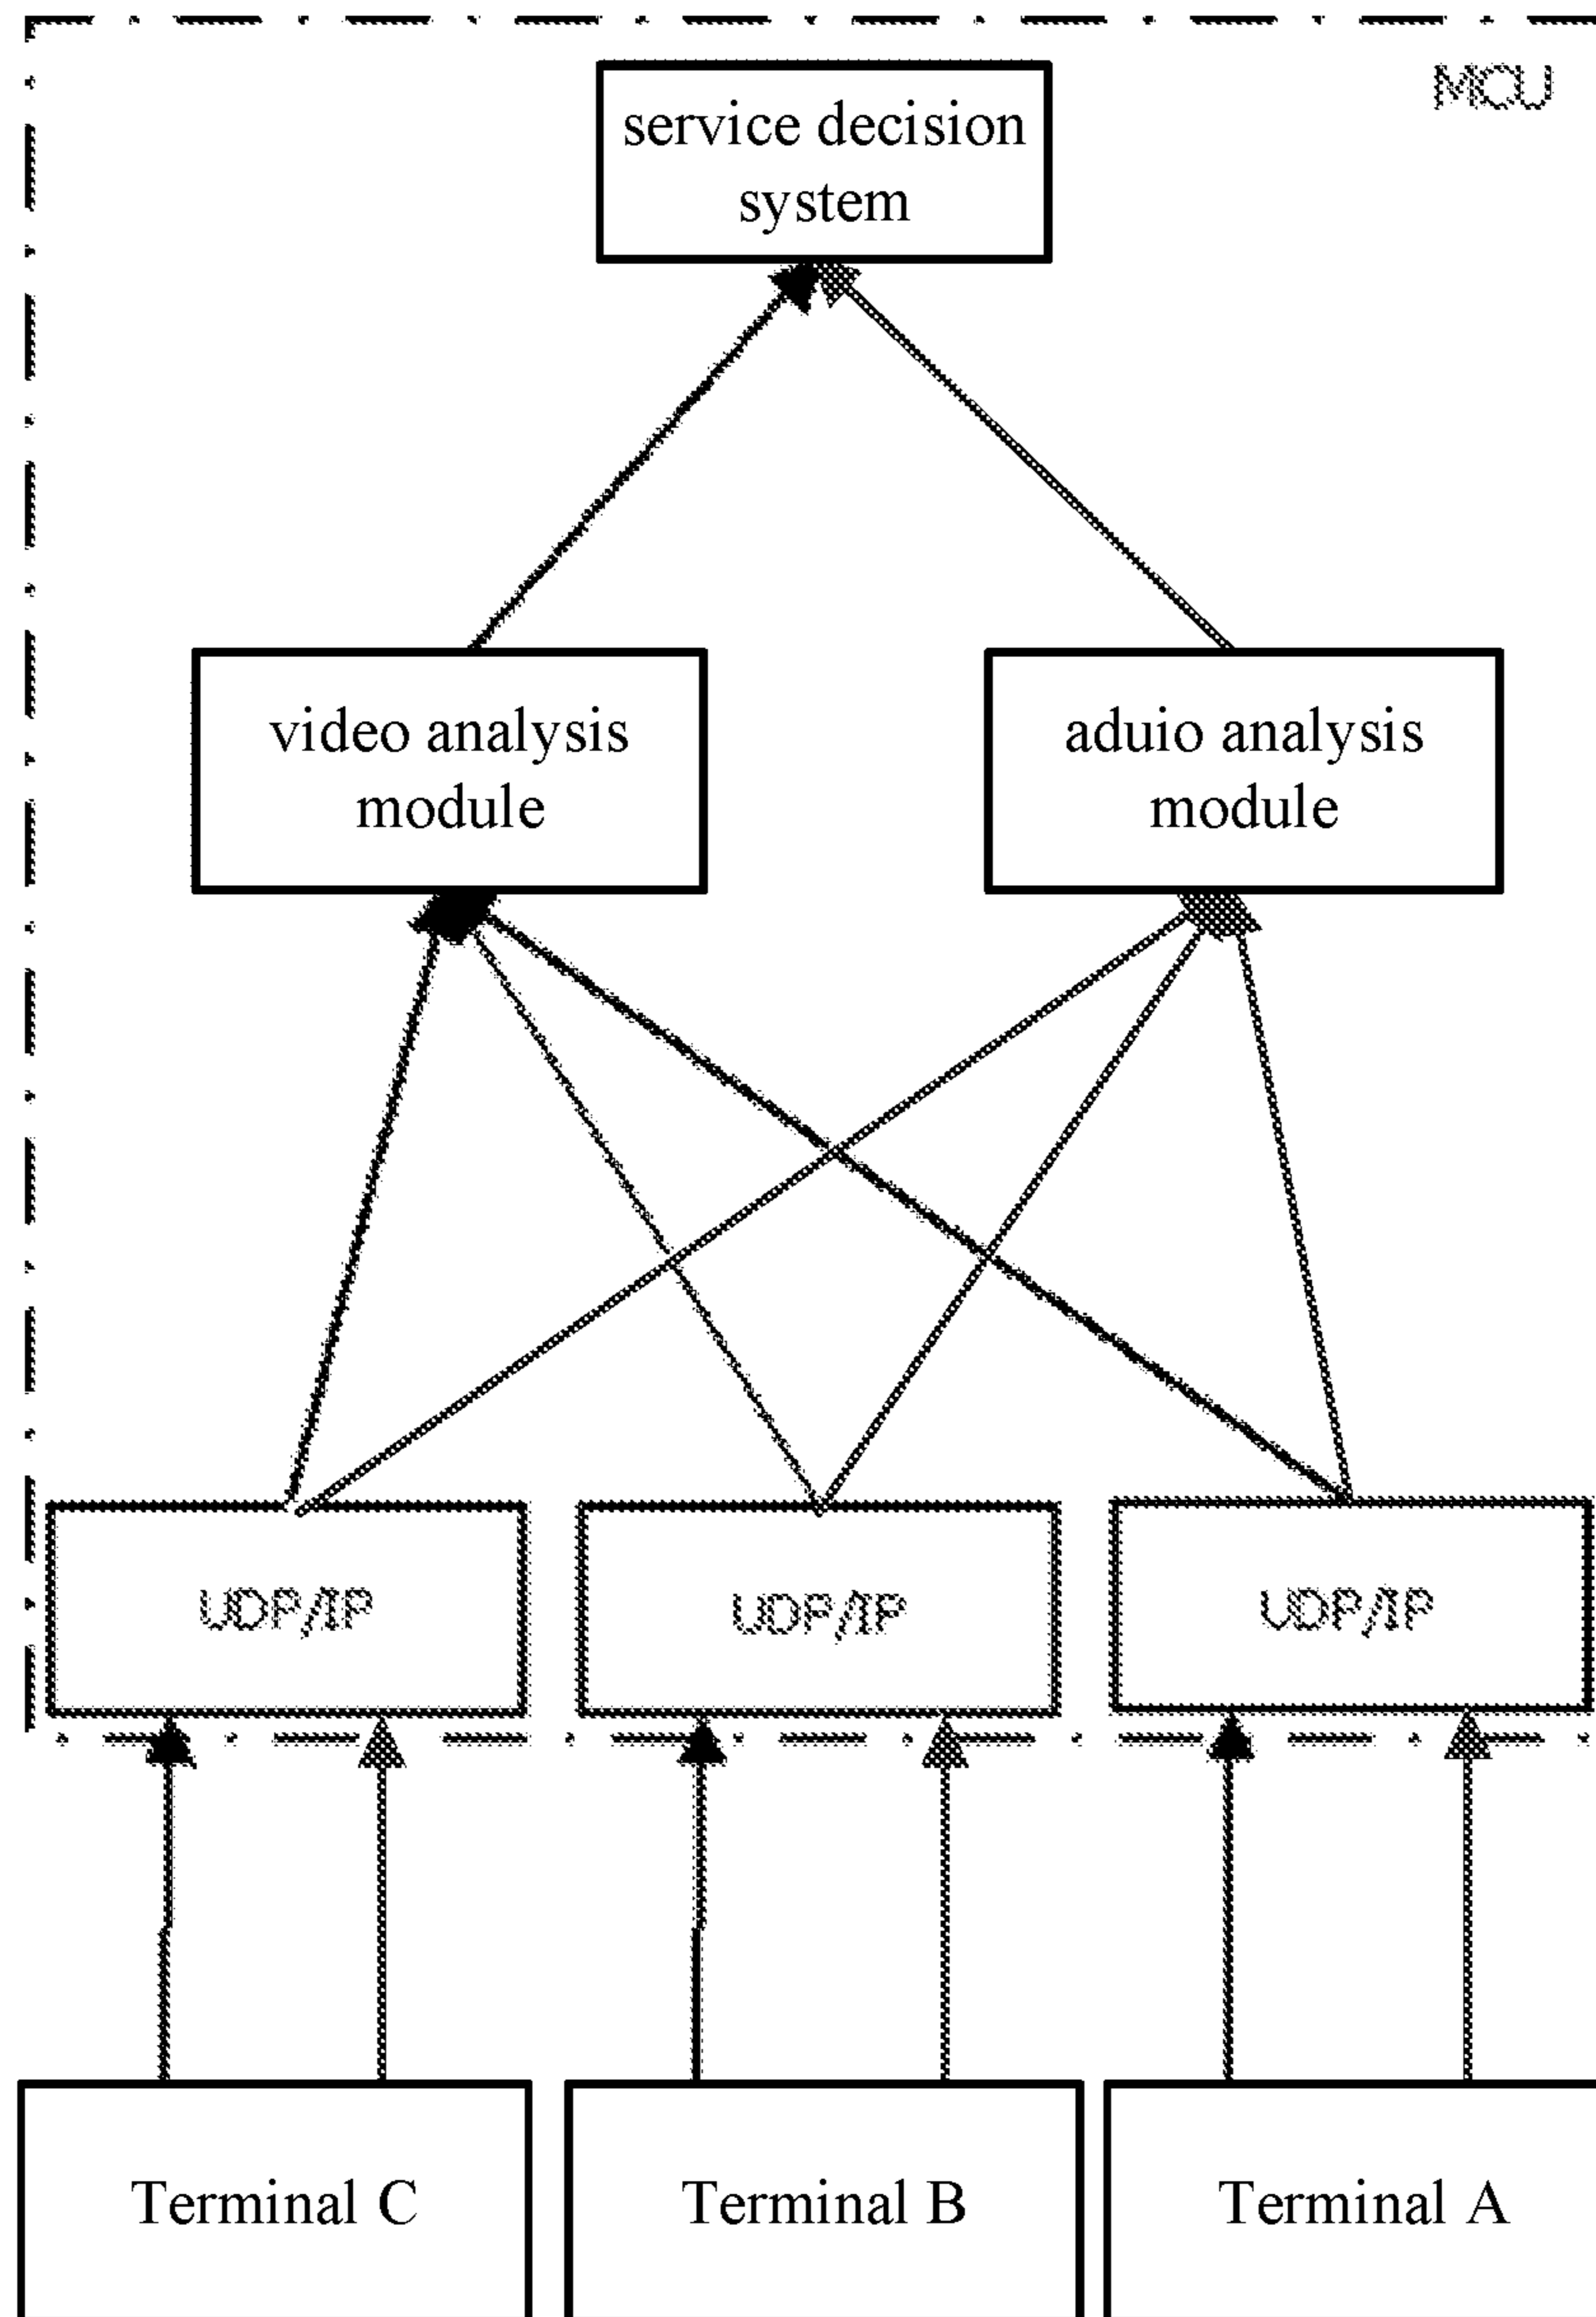 MCU
service decision
system
video analysis
module
aduio analysis
module
UDP/IP
UDP/IP
UDP/IP
Terminal C
Terminal B
Terminal A